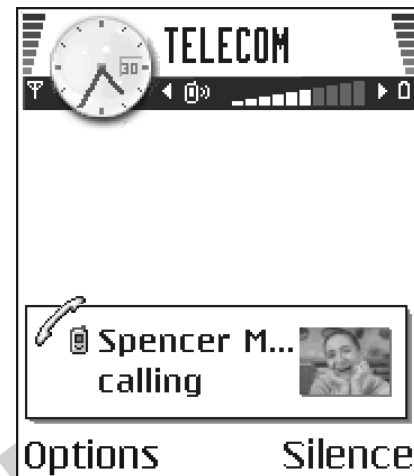 TELECOM
30
Spencer M...
calling
Options Silence